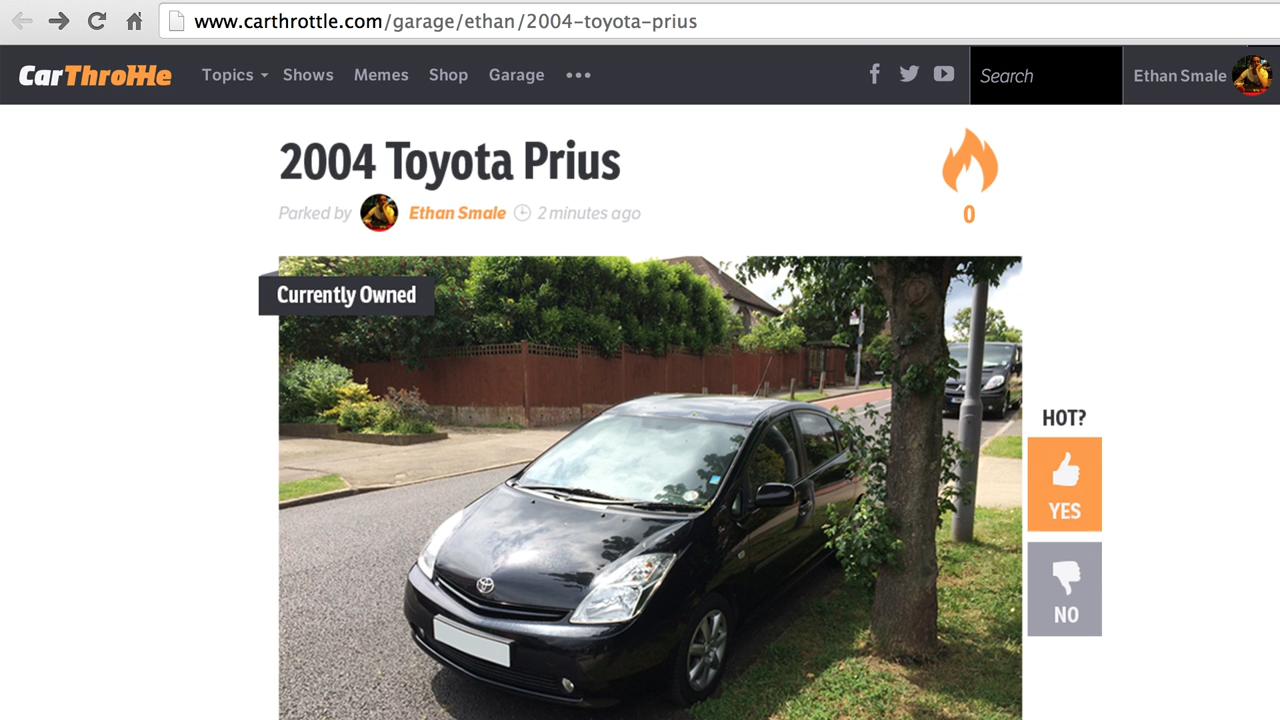 www.carthrottle.com/garage/ethan/2004-toyota-prius
CarThrottle Topics Shows Memes Shop Garage ••• Search Ethan Smale
2004 Toyota Prius
Parked by Ethan Smale 2 minutes ago
0
Currently Owned
HOT?
YES
NO